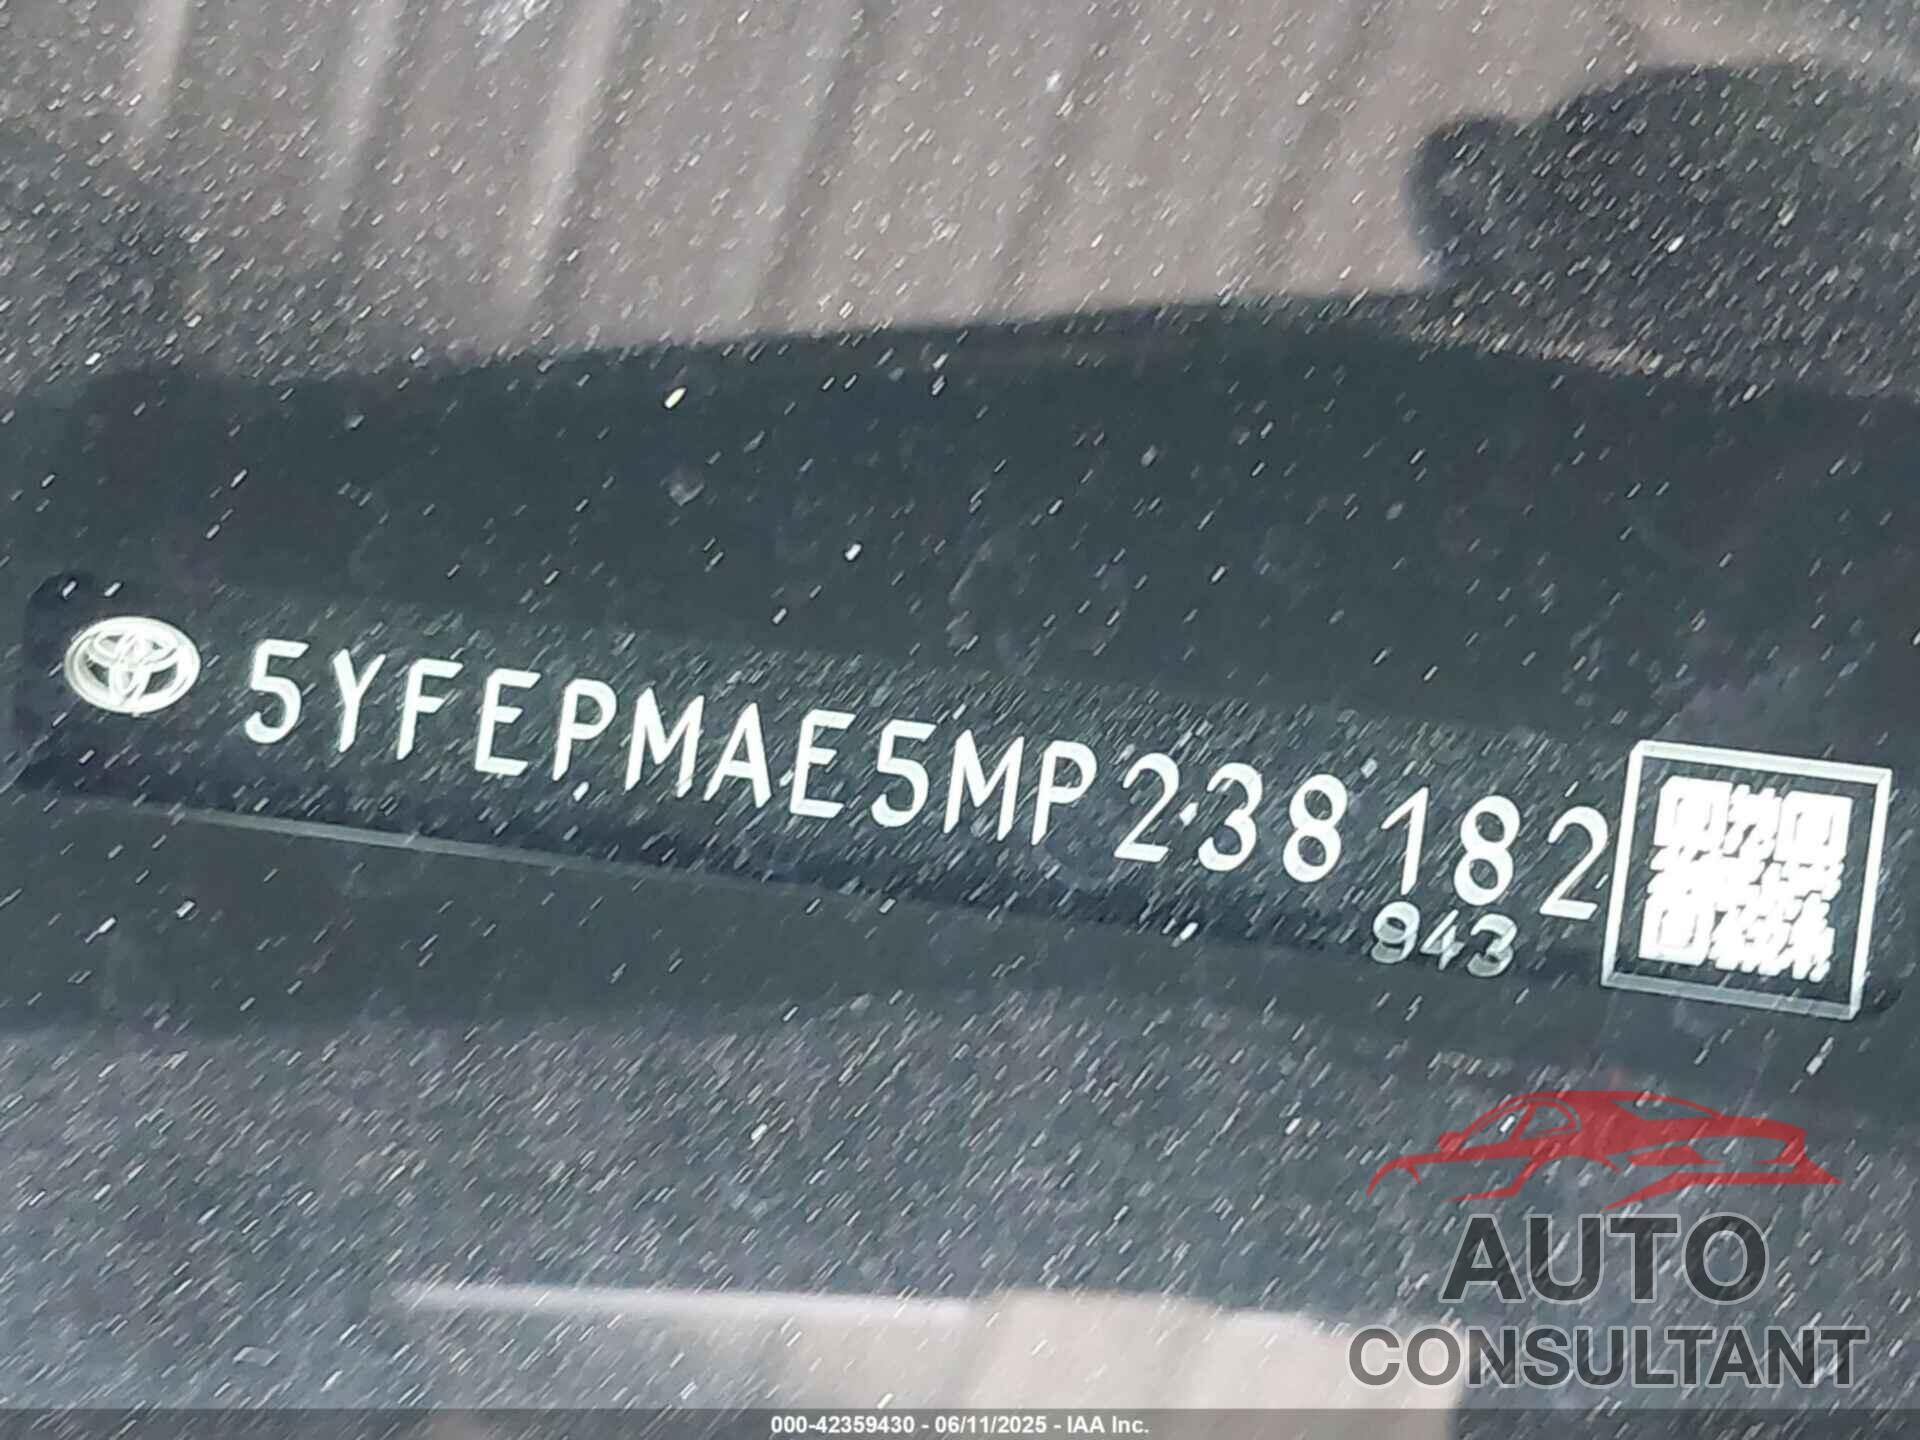 5YFEPMAE5MP238182
943
AUTO
CONSULTANT
000-42359430 - 06/11/2025 - IAA Inc.